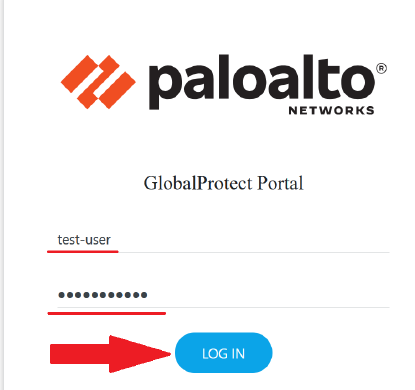 paloalto®
NETWORKS
GlobalProtect Portal
test-user
•••••••••••
LOG IN